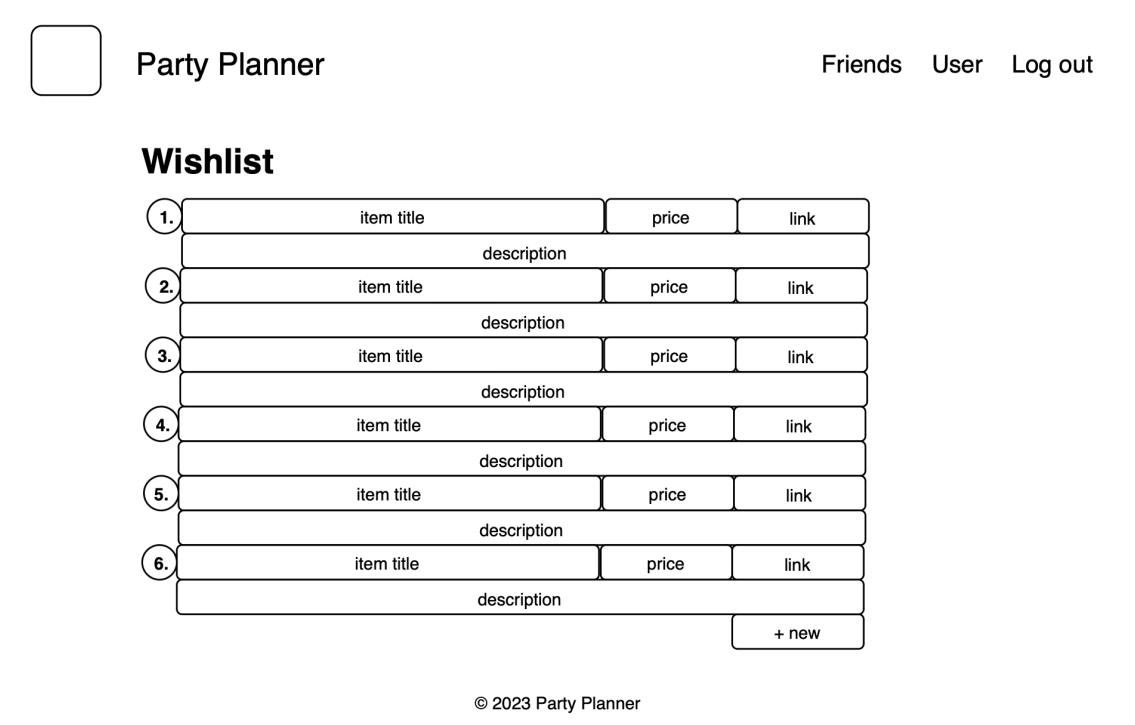 Party Planner Friends User Log out
Wishlist
1. item title price link
description
2. item title price link
description
3. item title price link
description
4. item title price link
description
5. item title price link
description
6. item title price link
description
+ new
© 2023 Party Planner